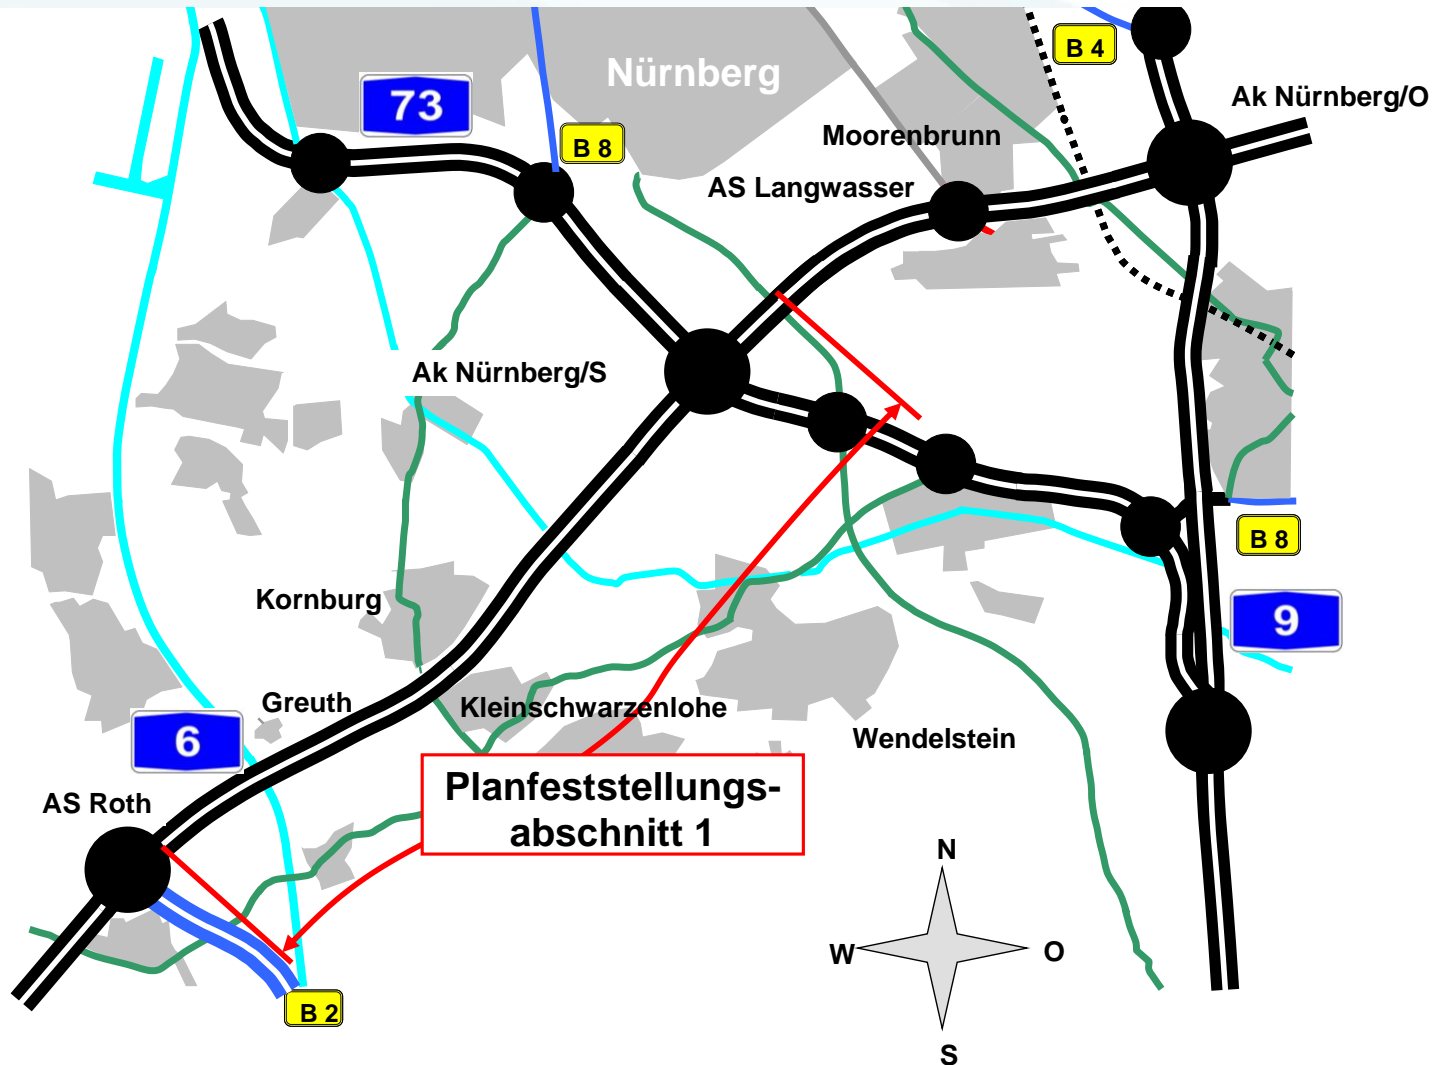 B 4
Nürnberg
Ak Nürnberg/O
73
Moorenbrunn
B 8
AS Langwasser
Ak Nürnberg/S
B 8
Kornburg
9
Greuth
Kleinschwarzenlohe
Wendelstein
6
Planfeststellungs-
abschnitt 1
AS Roth
N
W
O
B 2
S